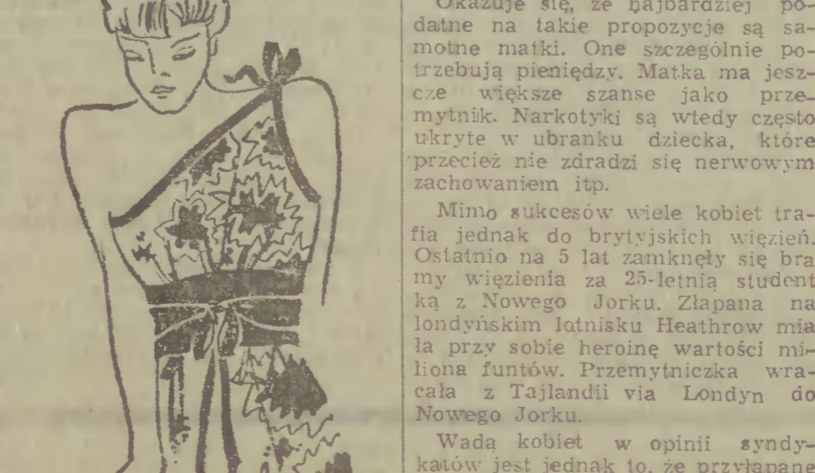 Okazuje się, że najbardziej po-
datne na takie propozycje są sa-
motne matki. One szczególnie po-
trzebują pieniędzy. Matka ma jesz-
cze większe szanse jako prze-
mytnik. Narkotyki są wtedy często
ukryte w ubranku dziecka, które
przecież nie zdradzi się nerwowym
zachowaniem itp.
Mimo sukcesów wiele kobiet tra-
fia jednak do brytyjskich więzień.
Ostatnio na 5 lat zamknęły się bra
my więzienia za 25-letnią student
ką z Nowego Jorku. Złapana na
londyńskim lotnisku Heathrow mia
ła przy sobie heroinę wartości mi-
liona funtów. Przemytniczka wra-
cała z Tajlandii via Londyn do
Nowego Jorku.
Wadą kobiet w opinii syndy-
katów jest jednak to, że przyłapane